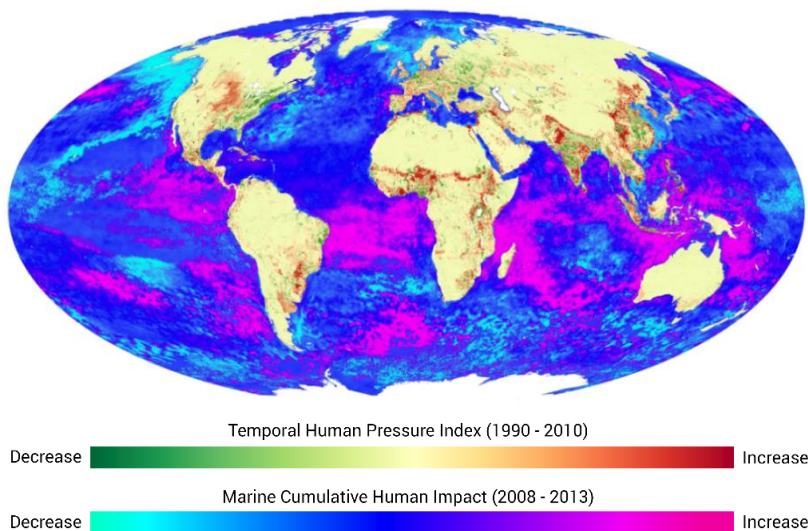 Temporal Human Pressure Index (1990 - 2010)
Decrease Increase
Marine Cumulative Human Impact (2008 - 2013)
Decrease Increase